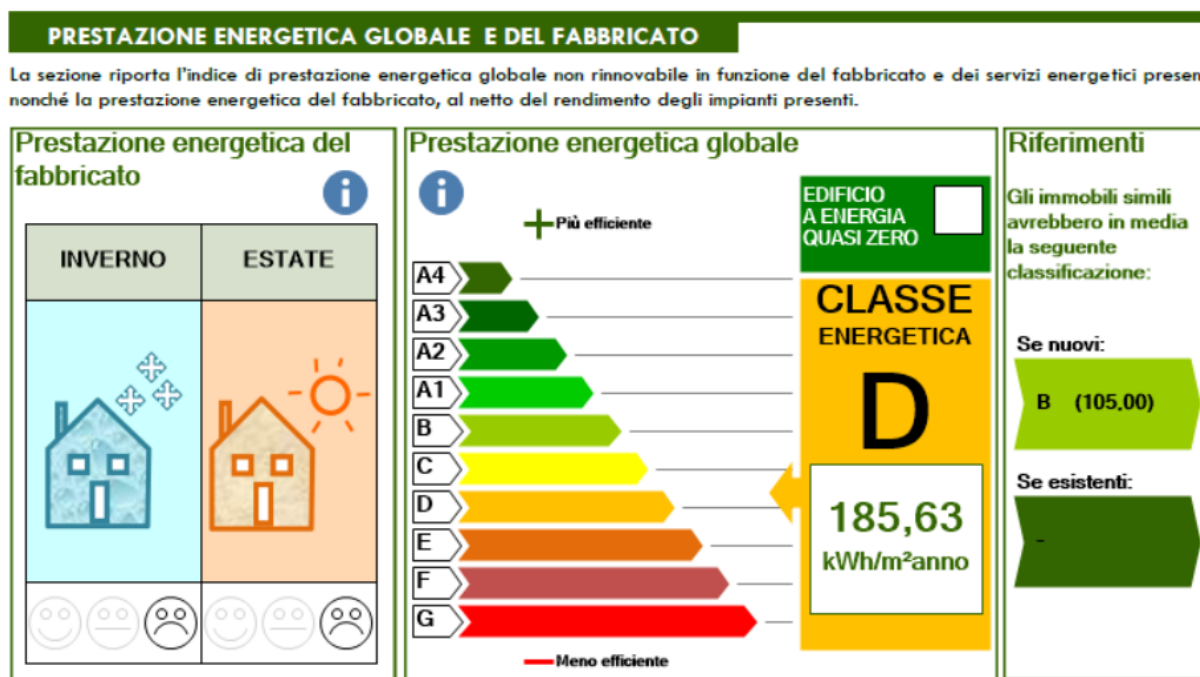 PRESTAZIONE ENERGETICA GLOBALE E DEL FABBRICATO
La sezione riporta l'indice di prestazione energetica globale non rinnovabile in funzione del fabbricato e dei servizi energetici
nonché la prestazione energetica del fabbricato, al netto del rendimento degli impianti presenti.
Prestazione energetica del
fabbricato
i
INVERNO
ESTATE
Prestazione energetica globale
i
Più efficiente
A4
A3
A2
A1
B
C
D
E
F
G
Meno efficiente
EDIFICIO
A ENERGIA
QUASI ZERO
CLASSE
ENERGETICA
D
185,63
kWh/m²anno
Riferimenti
Gli immobili simili
avrebbero in media
la seguente
classificazione:
Se nuovi:
B (105,00)
Se esistenti:
-